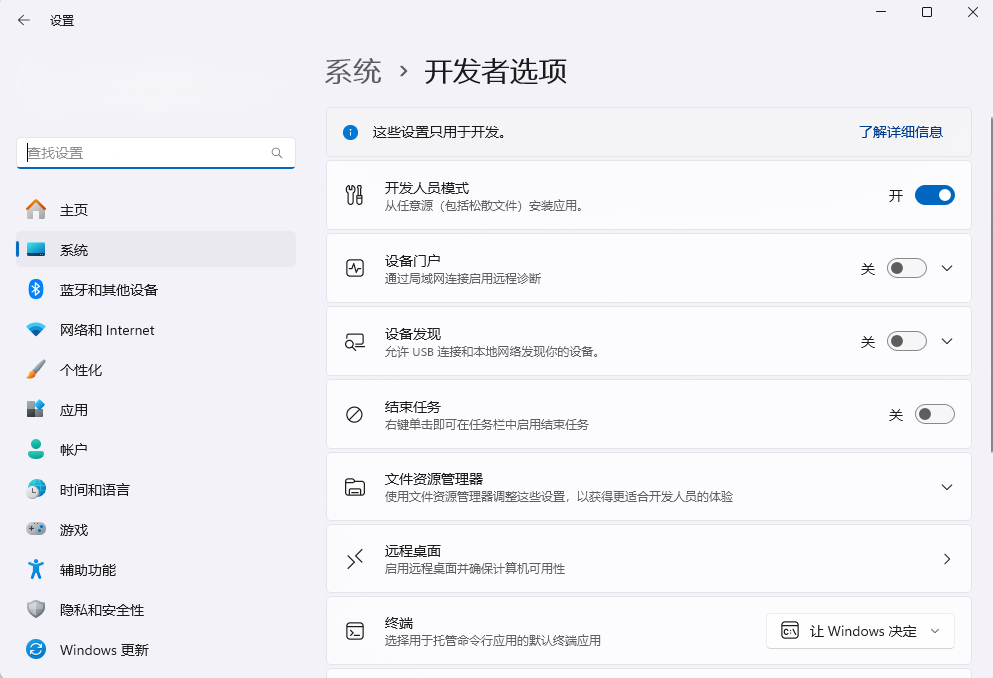 设置
系统 › 开发者选项
查找设置
主页
系统
蓝牙和其他设备
网络和 Internet
个性化
应用
帐户
时间和语言
游戏
辅助功能
隐私和安全性
Windows 更新
这些设置只用于开发。 了解详细信息
开发人员模式
从任意源（包括松散文件）安装应用。
开
设备门户
通过局域网连接启用远程诊断
关
设备发现
允许 USB 连接和本地网络发现你的设备。
关
结束任务
右键单击即可在任务栏中启用结束任务
关
文件资源管理器
使用文件资源管理器调整这些设置，以获得更适合开发人员的体验
远程桌面
启用远程桌面并确保计算机可用性
终端
选择用于托管命令行应用的默认终端应用
让 Windows 决定